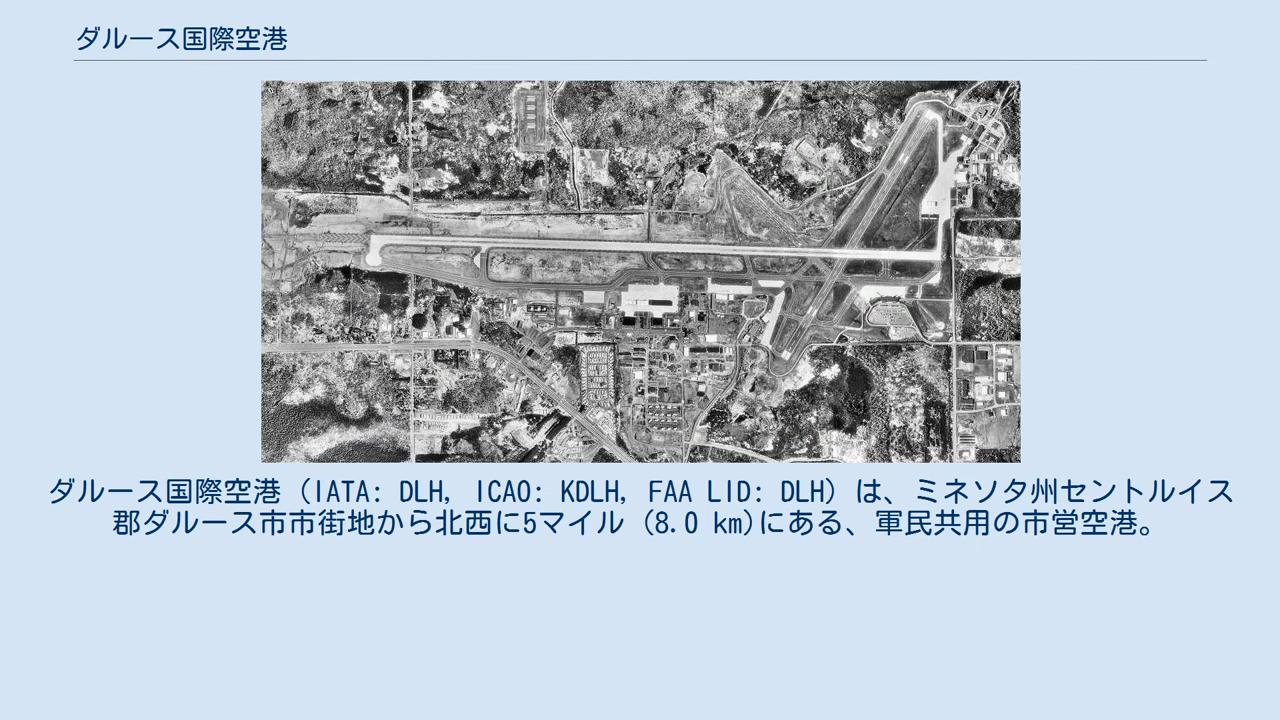 ダルース国際空港
ダルース国際空港 (IATA: DLH, ICAO: KDLH, FAA LID: DLH) は、ミネソタ州セントルイス
郡ダルース市市街地から北西に5マイル (8.0 km)にある、軍民共用の市営空港。